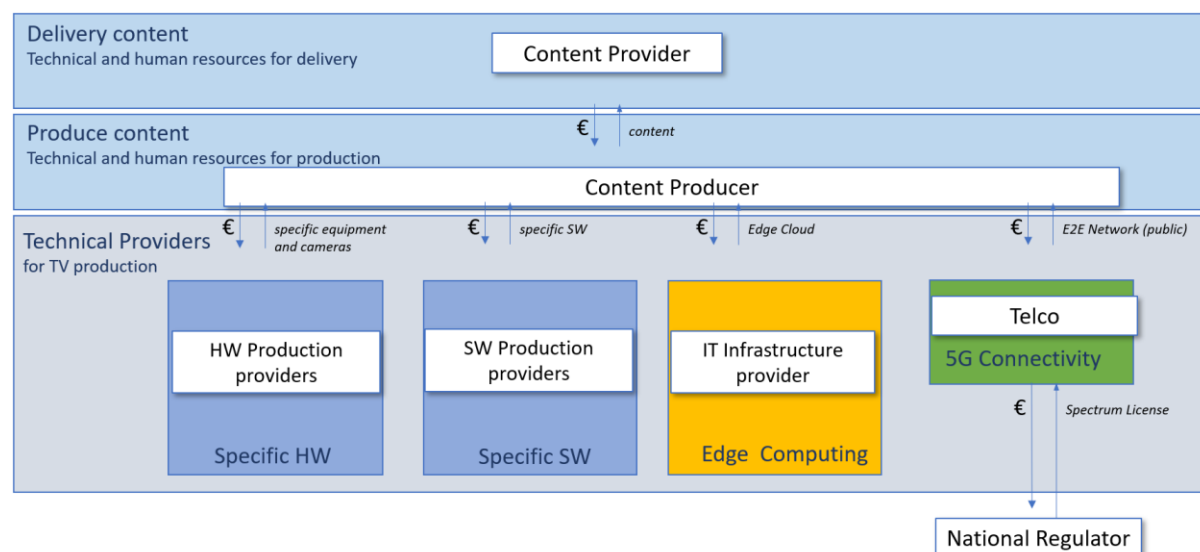 Delivery content
Technical and human resources for delivery
Content Provider
€
content
Produce content
Technical and human resources for production
Content Producer
€
specific equipment
and cameras
€
specific SW
€
Edge Cloud
€
E2E Network (public)
Technical Providers
for TV production
HW Production
providers
Specific HW
SW Production
providers
Specific SW
IT Infrastructure
provider
Edge Computing
Telco
5G Connectivity
€
Spectrum License
National Regulator